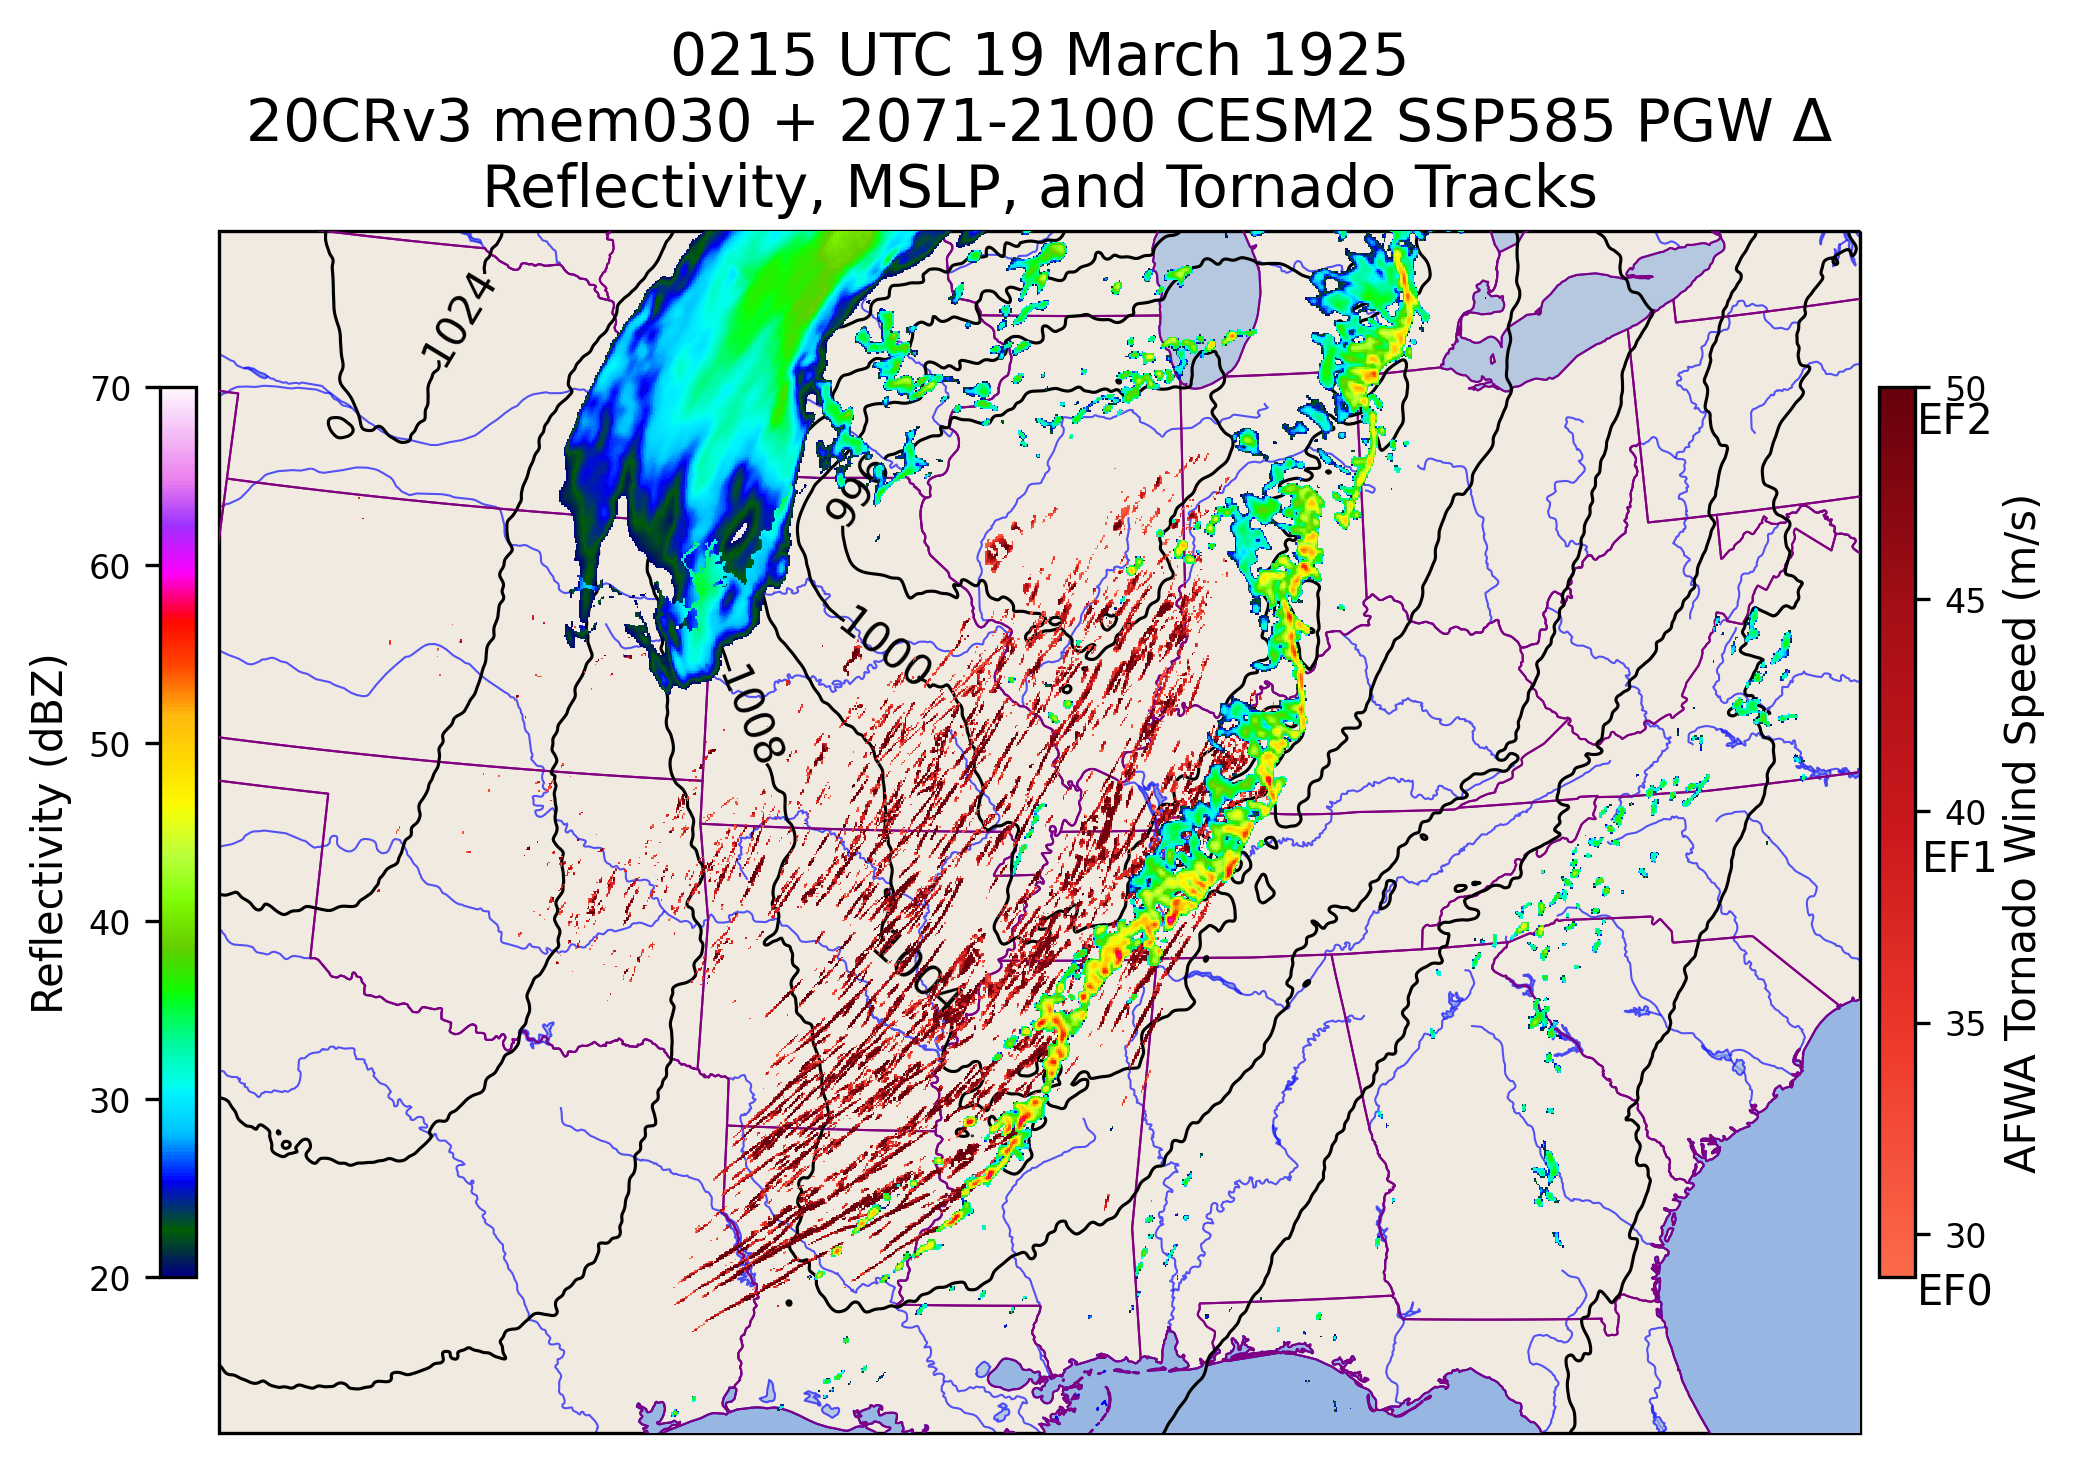 0215 UTC 19 March 1925
20CRv3 mem030 + 2071-2100 CESM2 SSP585 PGW Δ
Reflectivity, MSLP, and Tornado Tracks
1024
996
1000
1008
1004
Reflectivity (dBZ)
70
60
50
40
30
20
50
EF2
45
40
EF1
35
30
EF0
AFWA Tornado Wind Speed (m/s)